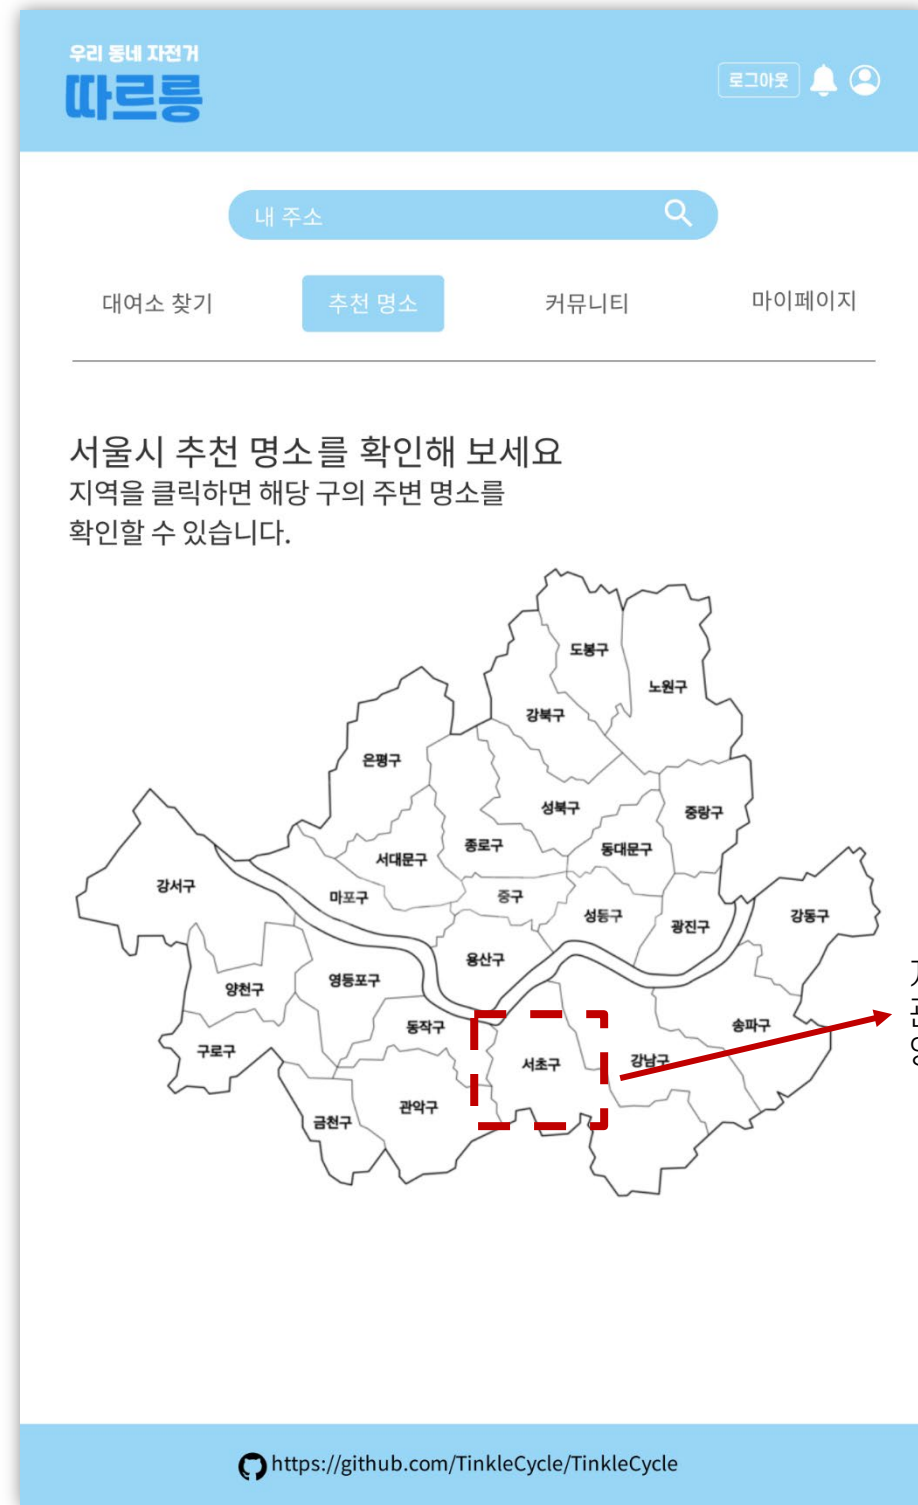 우리 동네 자전거
따르릉
로그아웃
내 주소
대여소 찾기
추천 명소
커뮤니티
마이페이지
서울시 추천 명소를 확인해 보세요
지역을 클릭하면 해당 구의 주변 명소를
확인할 수 있습니다.
도봉구
노원구
강북구
은평구
성북구
중랑구
종로구
동대문구
서대문구
강서구
마포구
중구
성동구
광진구
강동구
용산구
영등포구
양천구
동작구
송파구
구로구
서초구
강남구
관악구
금천구
https://github.com/TinkleCycle/TinkleCycle